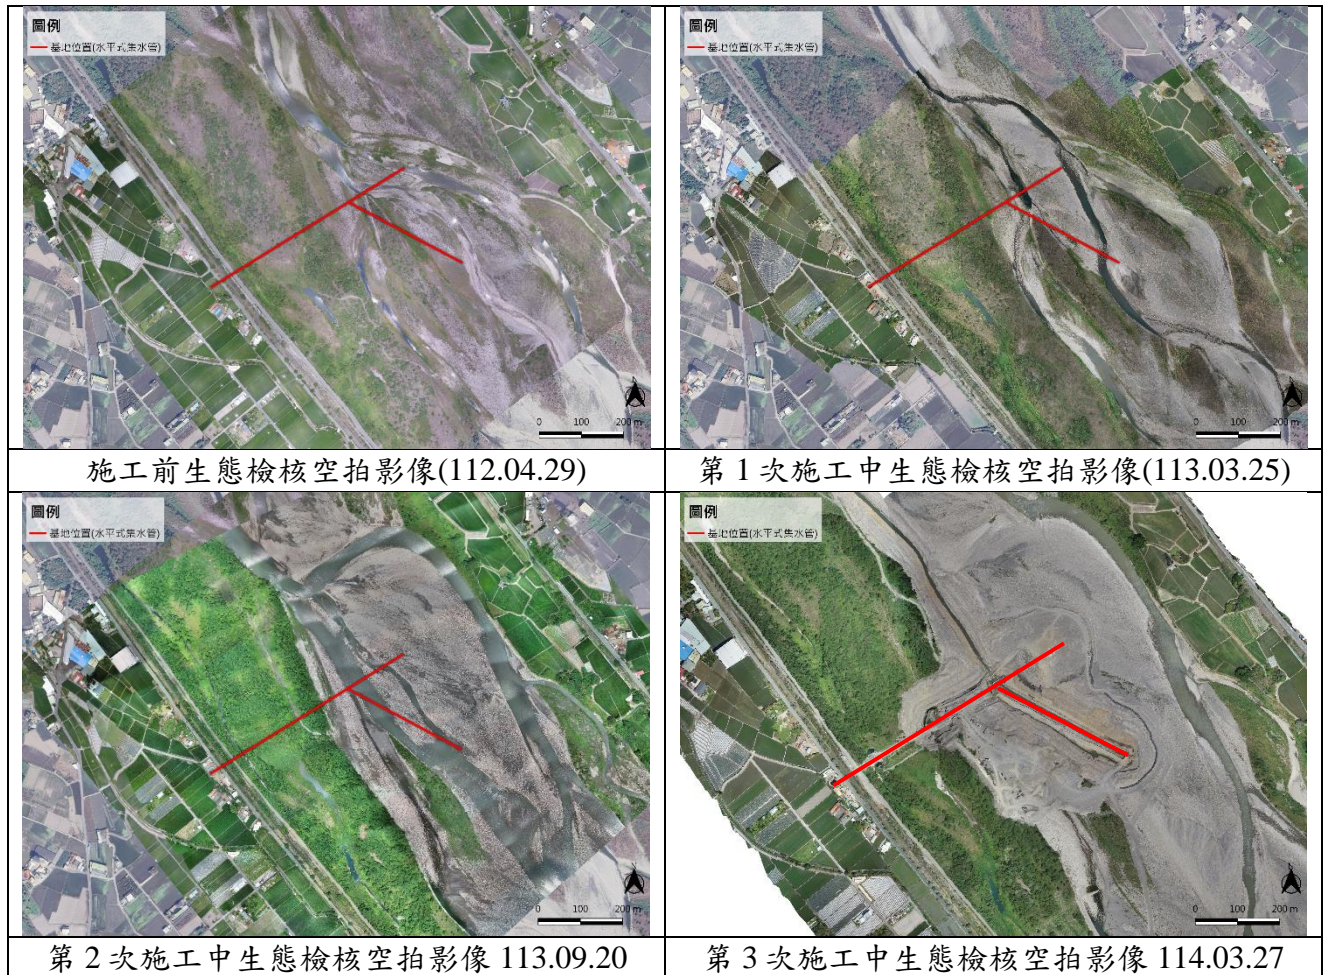 圖例
基地位置(水平式集水管)
0 100 200 m
施工前生態檢核空拍影像(112.04.29)
圖例
基地位置(水平式集水管)
0 100 200 m
第 1 次施工中生態檢核空拍影像(113.03.25)
圖例
基地位置(水平式集水管)
0 100 200 m
第 2 次施工中生態檢核空拍影像 113.09.20
圖例
基地位置(水平式集水管)
0 100 200 m
第 3 次施工中生態檢核空拍影像 114.03.27